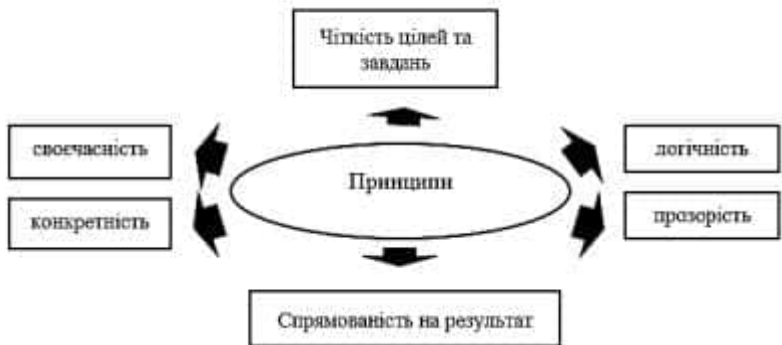 Чіткість цілей та
завдань
своєчасність
логічність
Принципи
конкретність
прозорість
Спрямованість на результат